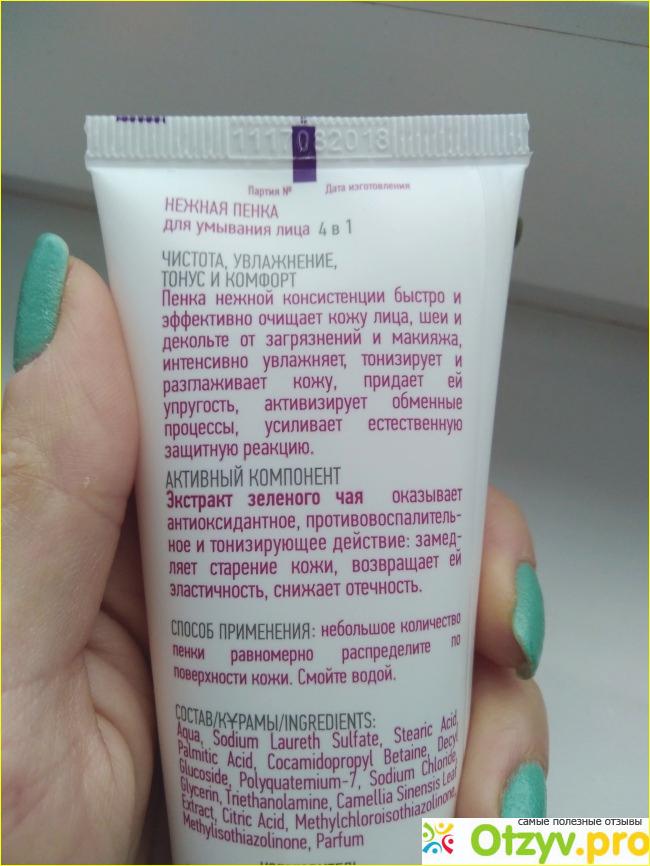 Партия № Дата изготовления
НЕЖНАЯ ПЕНКА
для умывания лица 4 в 1
ЧИСТОТА, УВЛАЖНЕНИЕ,
ТОНУС И КОМФОРТ
Пенка нежной консистенции быстро и
эффективно очищает кожу лица, шеи и
декольте от загрязнений и макияжа,
интенсивно увлажняет, тонизирует и
разглаживает кожу, придает ей
упругость, активизирует обменные
процессы, усиливает естественную
защитную реакцию.
АКТИВНЫЙ КОМПОНЕНТ
Экстракт зеленого чая оказывает
антиоксидантное, противовоспалитель-
ное и тонизирующее действие: замед-
ляет старение кожи, возвращает ей
эластичность, снижает отечность.
СПОСОБ ПРИМЕНЕНИЯ: небольшое количество
пенки равномерно распределите по
поверхности кожи. Смойте водой.
СОСТАВ/ҚҰРАМЫ/INGREDIENTS:
Aqua, Sodium Laureth Sulfate, Stearic Acid,
Palmitic Acid, Cocamidopropyl Betaine, Decyl
Glucoside, Polyquaternium-7, Sodium Chloride,
Glycerin, Triethanolamine, Camellia Sinensis Leaf
Extract, Citric Acid, Methylchloroisothiazolinone,
Methylisothiazolinone, Parfum
самые полезные отзывы
Otzyv.pro